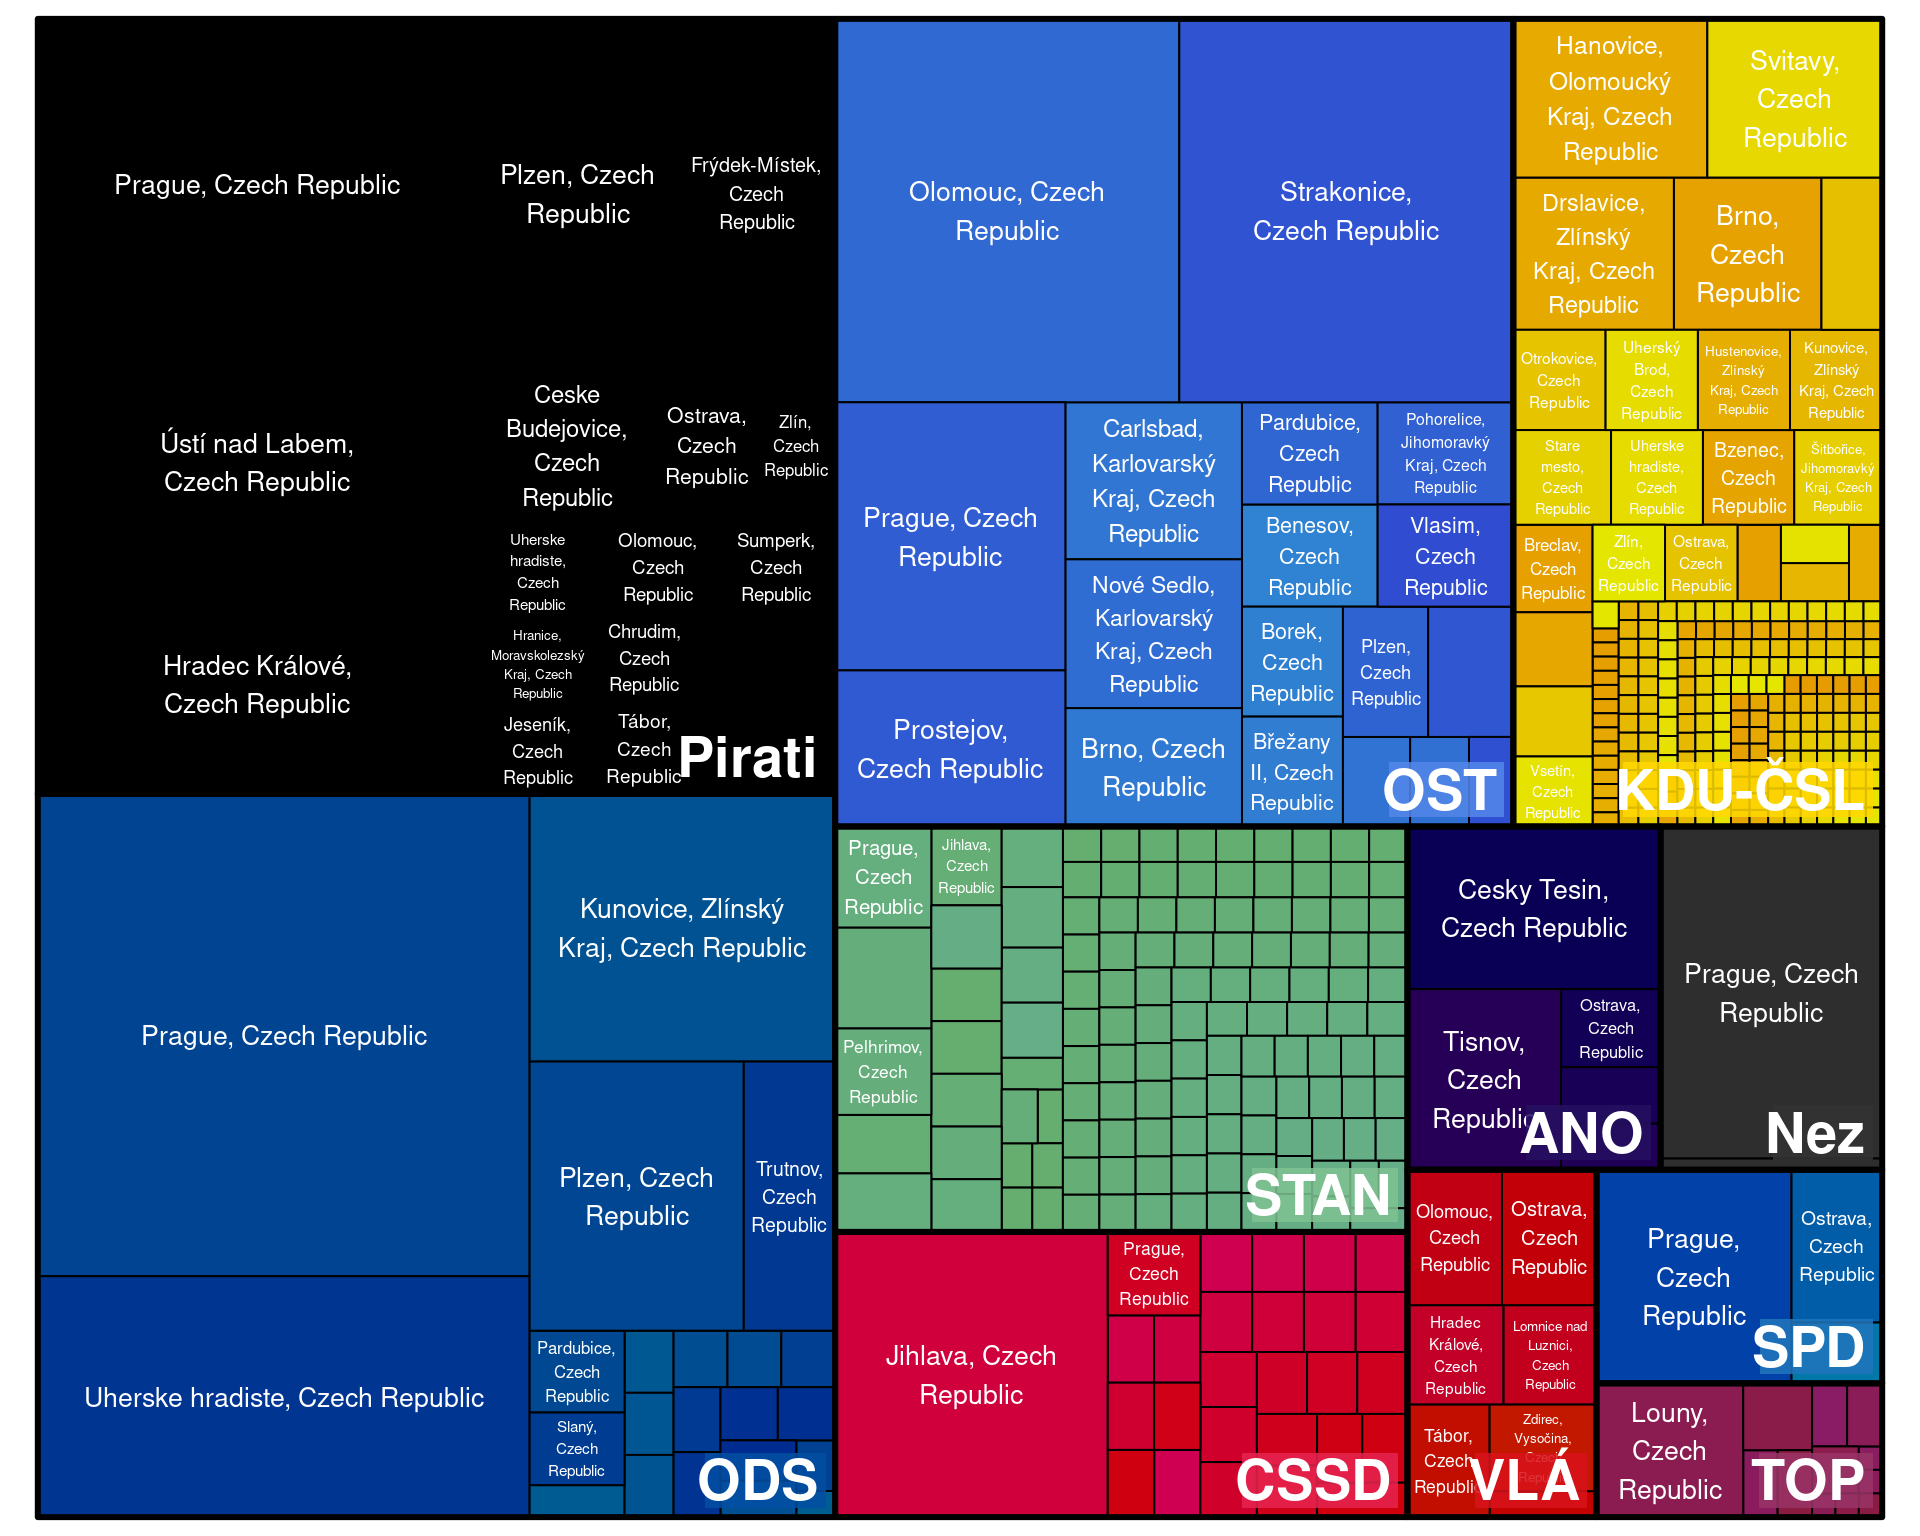 Prague, Czech Republic
Plzen, Czech
Republic
Frýdek-Místek,
Czech
Republic
Ústí nad Labem,
Czech Republic
Ceske
Budejovice,
Czech
Republic
Ostrava,
Czech
Republic
Zlín,
Czech
Republic
Hradec Králové,
Czech Republic
Uherske
hradiste,
Czech
Republic
Olomouc,
Czech
Republic
Sumperk,
Czech
Republic
Hranice,
Moravskolezský
Kraj, Czech
Republic
Chrudim,
Czech
Republic
Jeseník,
Czech
Republic
Tábor,
Czech
Republic
Pirati
Olomouc, Czech
Republic
Strakonice,
Czech Republic
Prague, Czech
Republic
Prostejov,
Czech Republic
Carlsbad,
Karlovarský
Kraj, Czech
Republic
Nové Sedlo,
Karlovarský
Kraj, Czech
Republic
Brno, Czech
Republic
Pardubice,
Czech
Republic
Pohorelice,
Jihomoravký
Kraj, Czech
Republic
Benesov,
Czech
Republic
Vlasim,
Czech
Republic
Borek,
Czech
Republic
Plzen,
Czech
Republic
Břežany
II, Czech
Republic
OST
Hanovice,
Olomoucký
Kraj, Czech
Republic
Svitavy,
Czech
Republic
Drslavice,
Zlínský
Kraj, Czech
Republic
Brno,
Czech
Republic
Otrokovice,
Czech
Republic
Uherský
Brod,
Czech
Republic
Hustenovice,
Zlínský
Kraj, Czech
Republic
Kunovice,
Zlínský
Kraj, Czech
Republic
Stare
mesto,
Czech
Republic
Uherske
hradiste,
Czech
Republic
Bzenec,
Czech
Republic
Šitbořice,
Jihomoravký
Kraj, Czech
Republic
Breclav,
Czech
Republic
Zlín,
Czech
Republic
Ostrava,
Czech
Republic
Vsetín,
Czech
Republic
KDU-ČSL
Prague, Czech Republic
Kunovice, Zlínský
Kraj, Czech Republic
Plzen, Czech
Republic
Trutnov,
Czech
Republic
Uherske hradiste, Czech Republic
Pardubice,
Czech
Republic
Slaný,
Czech
Republic
ODS
Prague,
Czech
Republic
Jihlava,
Czech
Republic
Pelhrimov,
Czech
Republic
STAN
Jihlava, Czech
Republic
Prague,
Czech
Republic
CSSD
Cesky Tesin,
Czech Republic
Tisnov,
Czech
Republic
Ostrava,
Czech
Republic
ANO
Prague, Czech
Republic
Nez
Olomouc,
Czech
Republic
Ostrava,
Czech
Republic
Hradec
Králové,
Czech
Republic
Lomnice nad
Luznici,
Czech
Republic
Tábor,
Czech
Republic
Zdirec,
Vysočina,
Czech
Republic
VLÁ
Prague,
Czech
Republic
Ostrava,
Czech
Republic
SPD
Louny,
Czech
Republic
TOP